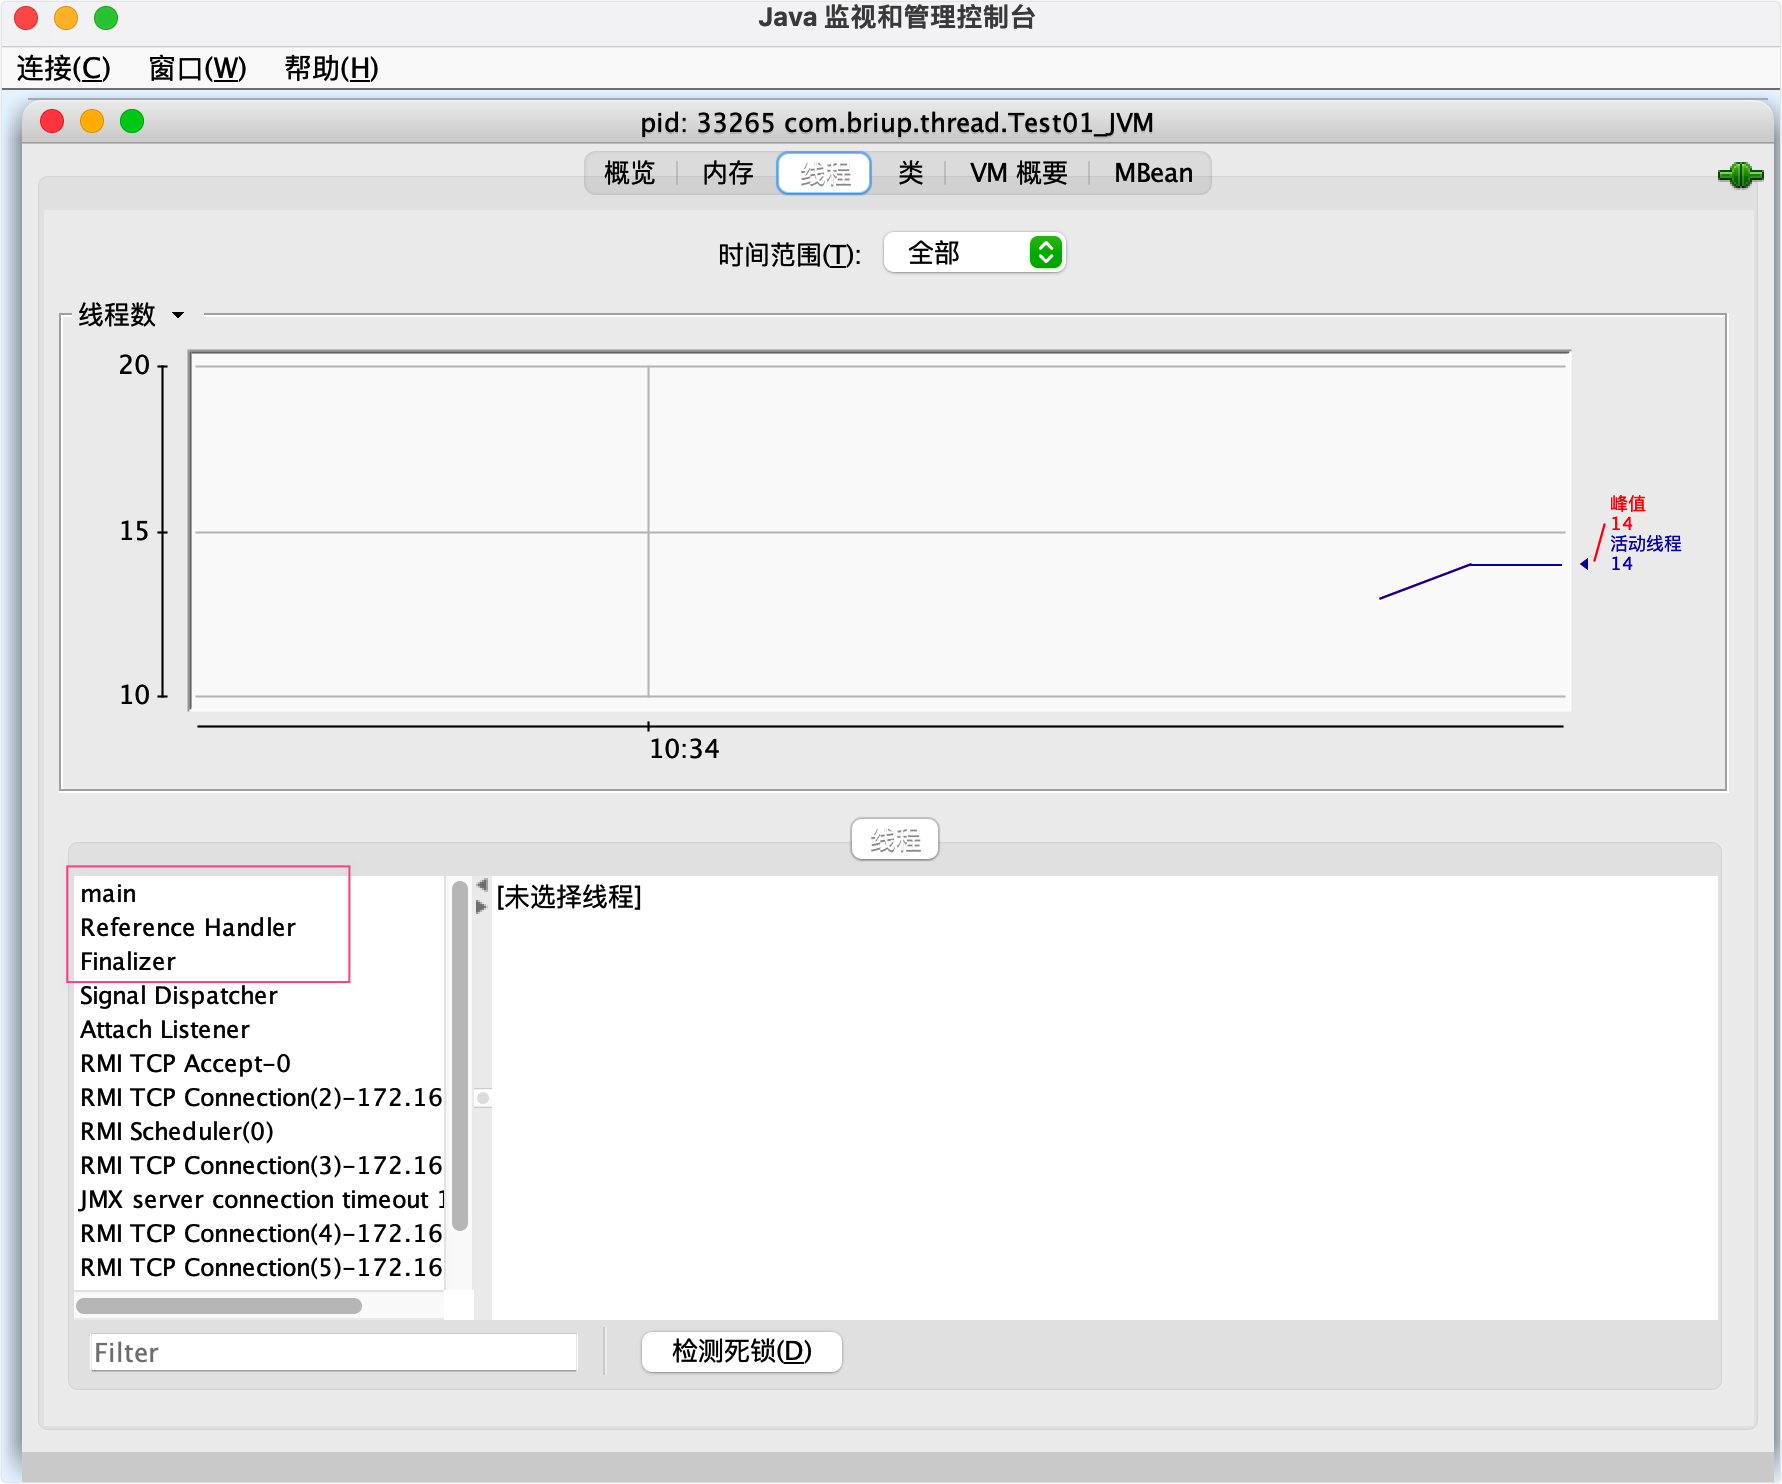 Java 监视和管理控制台
连接(C) 窗口(W) 帮助(H)
pid: 33265 com.briup.thread.Test01_JVM
概览 内存 线程 类 VM 概要 MBean
时间范围(T): 全部
线程数
20
15
10
10:34
峰值
14
活动线程
14
线程
main
Reference Handler
Finalizer
Signal Dispatcher
Attach Listener
RMI TCP Accept-0
RMI TCP Connection(2)-172.16
RMI Scheduler(0)
RMI TCP Connection(3)-172.16
JMX server connection timeout 1
RMI TCP Connection(4)-172.16
RMI TCP Connection(5)-172.16
[未选择线程]
Filter
检测死锁(D)